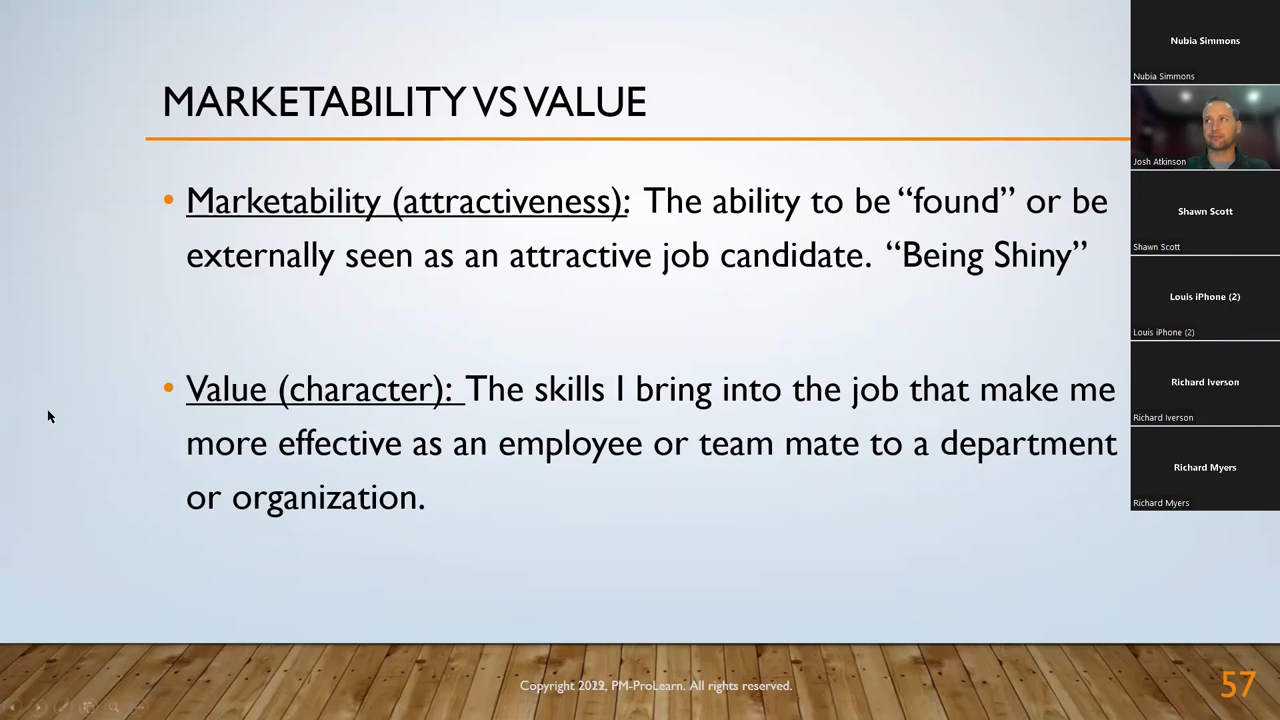 MARKETABILITY VS VALUE
• Marketability (attractiveness): The ability to be “found” or be
externally seen as an attractive job candidate. “Being Shiny”
• Value (character): The skills I bring into the job that make me
more effective as an employee or team mate to a department
or organization.
Copyright 2022, PM-ProLearn. All rights reserved.
57
Nubia Simmons
Nubia Simmons
Josh Atkinson
Shawn Scott
Shawn Scott
Louis iPhone (2)
Louis iPhone (2)
Richard Iverson
Richard Iverson
Richard Myers
Richard Myers